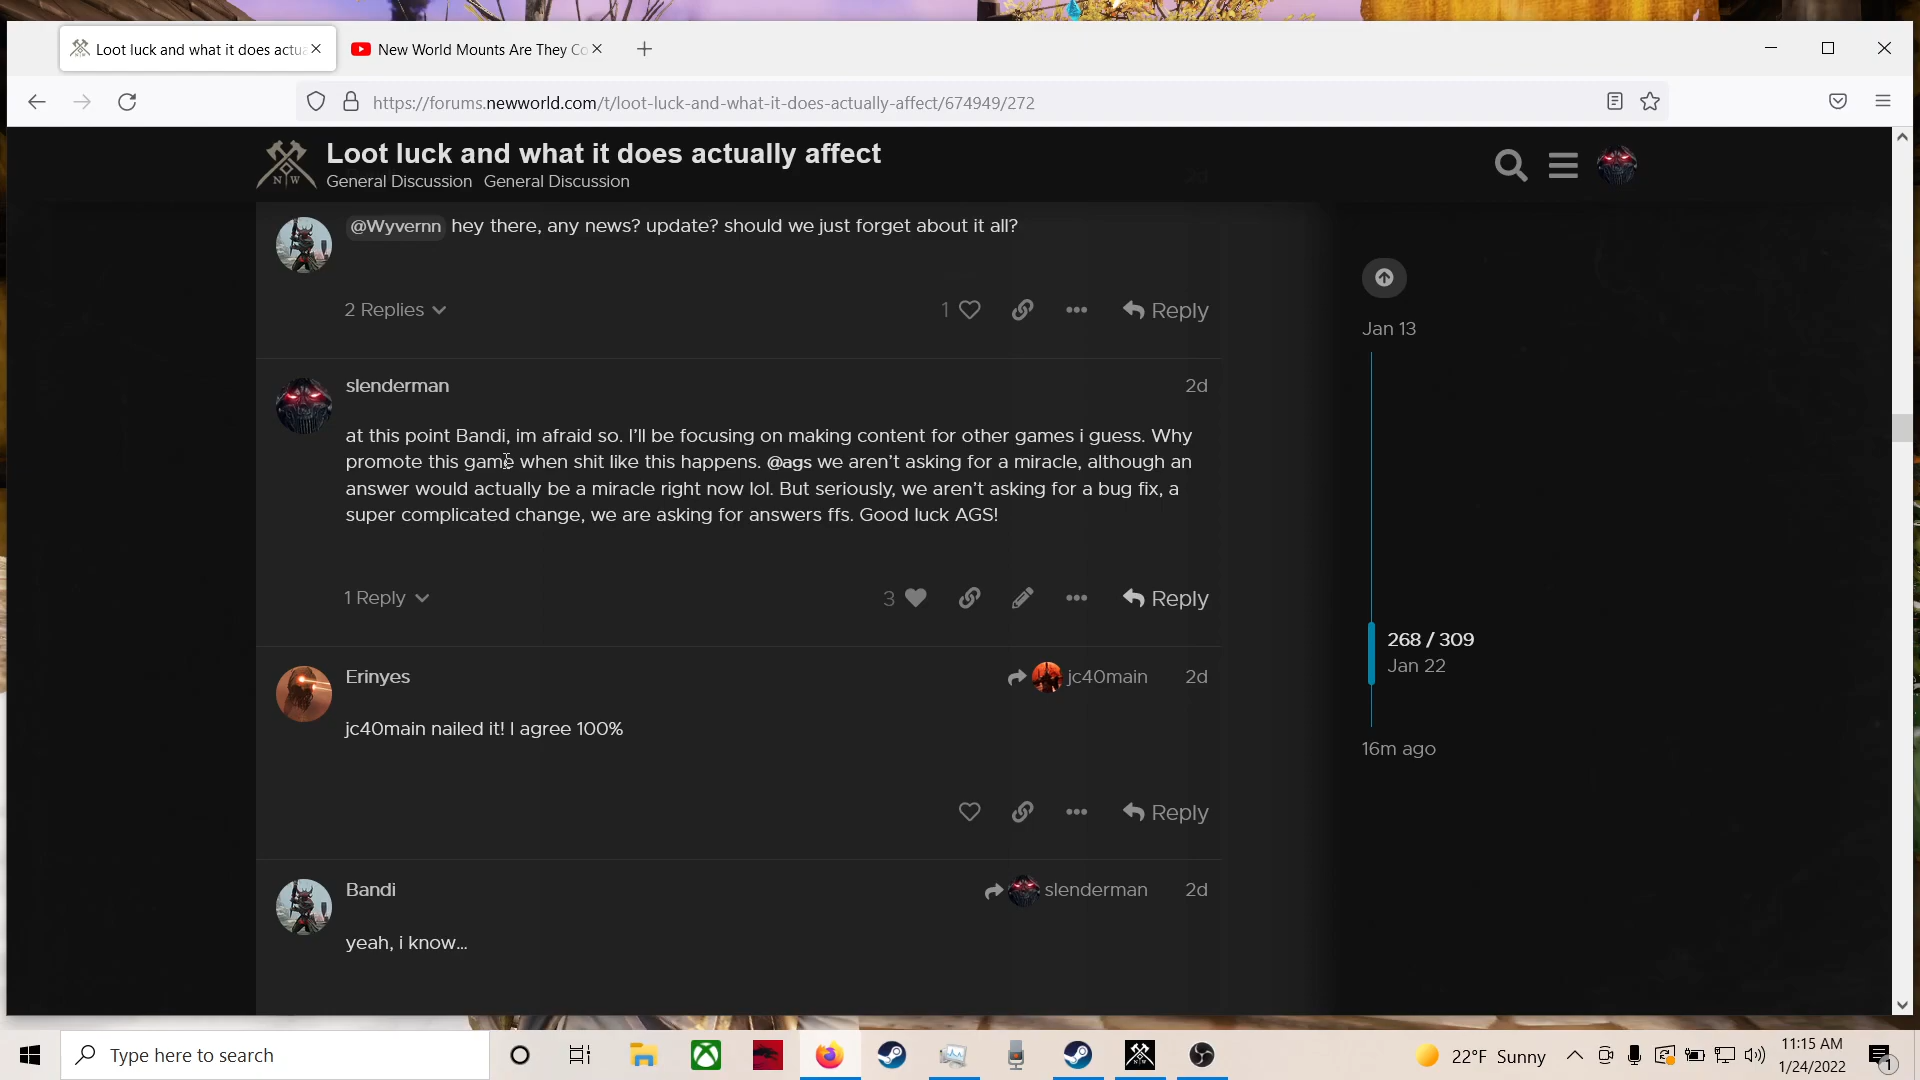 Loot luck and what it does actua
New World Mounts Are They Co
https://forums.newworld.com/t/loot-luck-and-what-it-does-actually-affect/674949/272
Loot luck and what it does actually affect
General Discussion General Discussion
N W
@Wyvernn hey there, any news? update? should we just forget about it all?
2 Replies
1
Reply
slenderman
2d
at this point Bandi, im afraid so. I'll be focusing on making content for other games i guess. Why
promote this game when shit like this happens. @ags we aren't asking for a miracle, although an
answer would actually be a miracle right now lol. But seriously, we aren't asking for a bug fix, a
super complicated change, we are asking for answers ffs. Good luck AGS!
1 Reply
3
Reply
Erinyes
jc40main 2d
jc40main nailed it! I agree 100%
Reply
Bandi
slenderman 2d
yeah, i know...
Jan 13
268 / 309
Jan 22
16m ago
Type here to search
22°F Sunny
11:15 AM
1/24/2022
1